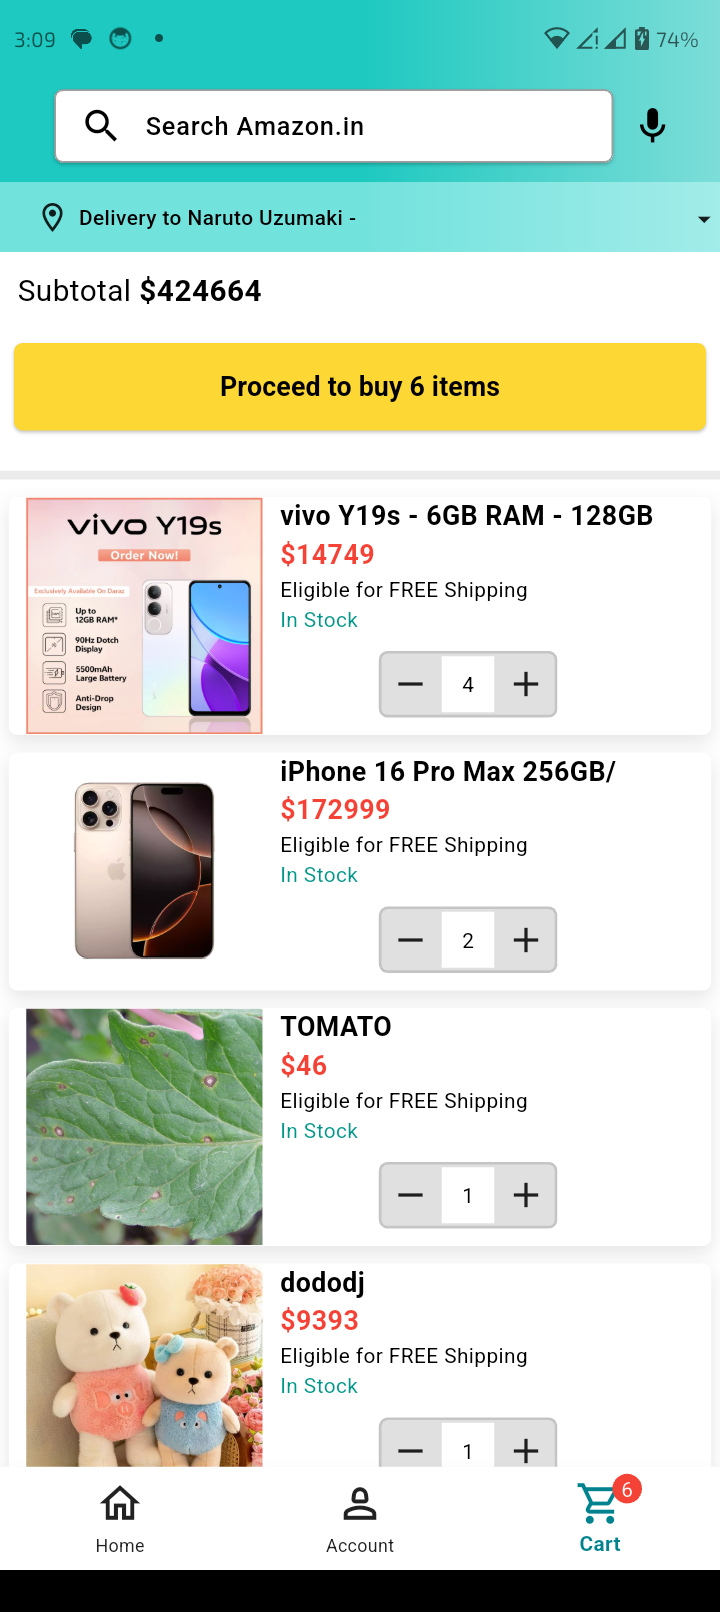 3:09
74%
Search Amazon.in
Delivery to Naruto Uzumaki -
Subtotal $424664
Proceed to buy 6 items
vivo Y19s
Order Now!
Exclusively Available On Daraz
Up to
12GB RAM*
90Hz Dotch
Display
5500mAh
Large Battery
Anti-Drop
Design
vivo Y19s - 6GB RAM - 128GB
$14749
Eligible for FREE Shipping
In Stock
4
iPhone 16 Pro Max 256GB/
$172999
Eligible for FREE Shipping
In Stock
2
TOMATO
$46
Eligible for FREE Shipping
In Stock
1
dododj
$9393
Eligible for FREE Shipping
In Stock
1
Home
Account
6
Cart